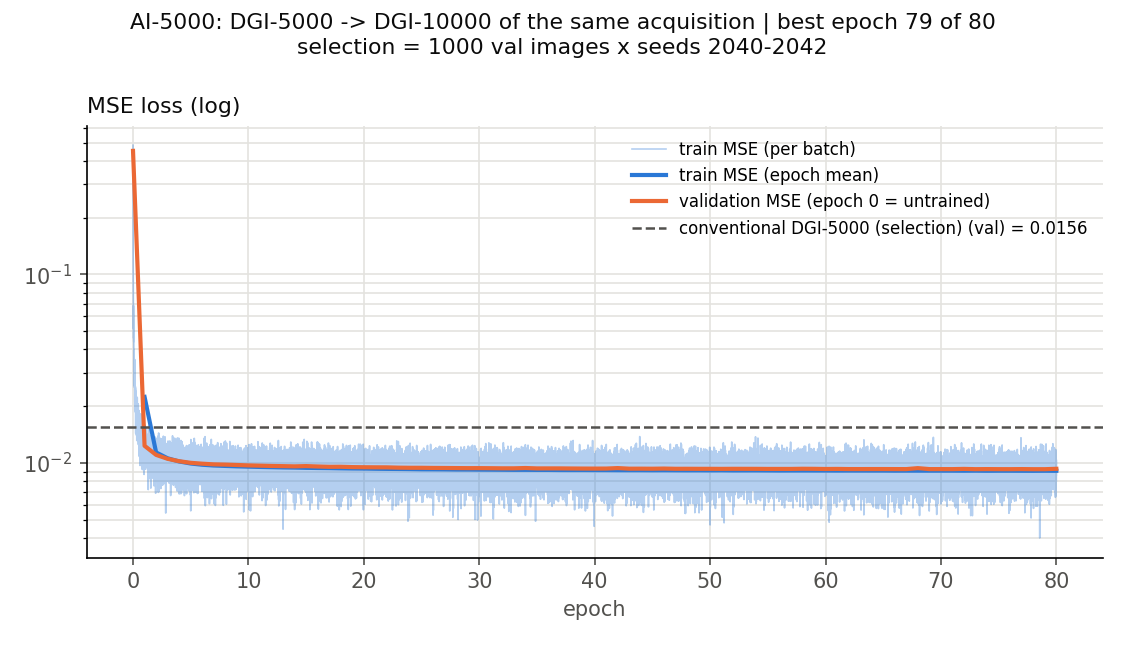 AI-5000: DGI-5000 -> DGI-10000 of the same acquisition | best epoch 79 of 80
selection = 1000 val images x seeds 2040-2042
MSE loss (log)
train MSE (per batch)
train MSE (epoch mean)
validation MSE (epoch 0 = untrained)
conventional DGI-5000 (selection) (val) = 0.0156
10⁻¹
10⁻²
0 10 20 30 40 50 60 70 80
epoch